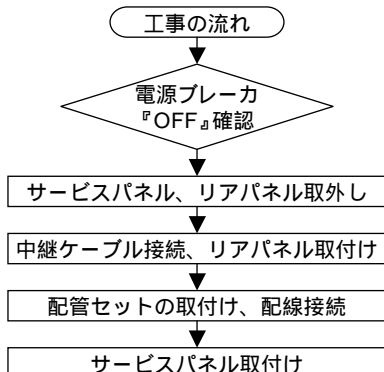 工事の流れ
電源ブレーカ
『OFF』確認
サービスパネル、リアパネル取外し
中継ケーブル接続、リアパネル取付け
配管セットの取付け、配線接続
サービスパネル取付け